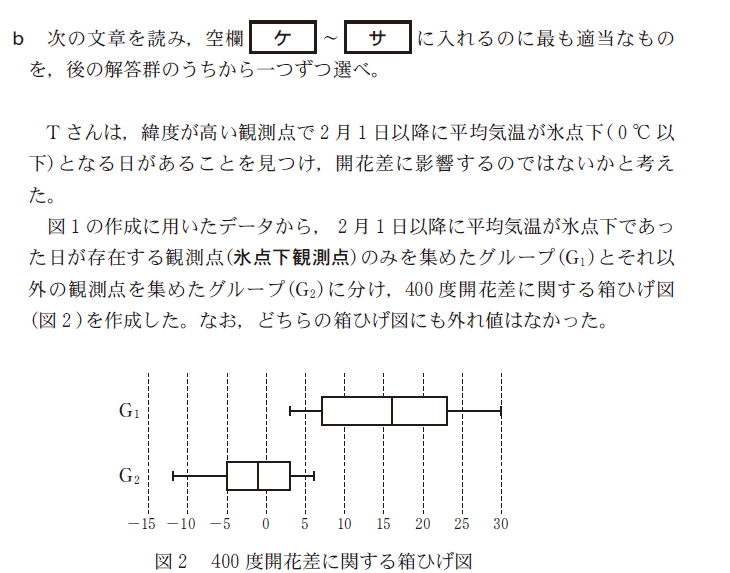 b 次の文章を読み，空欄 ケ ～ サ に入れるのに最も適当なもの
を，後の解答群のうちから一つずつ選べ。
Tさんは，緯度が高い観測点で2月1日以降に平均気温が氷点下(0℃以
下)となる日があることを見つけ，開花差に影響するのではないかと考え
た。
図1の作成に用いたデータから，2月1日以降に平均気温が氷点下であっ
た日が存在する観測点(氷点下観測点)のみを集めたグループ(G₁)とそれ以
外の観測点を集めたグループ(G₂)に分け，400度開花差に関する箱ひげ図
(図2)を作成した。なお，どちらの箱ひげ図にも外れ値はなかった。
G₁
G₂
－15 －10 －5 0 5 10 15 20 25 30
図2 400度開花差に関する箱ひげ図